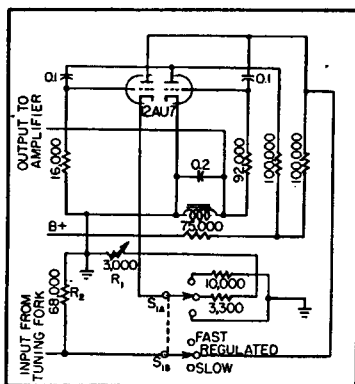 0.1
0.1
12AU7
OUTPUT TO
AMPLIFIER
16,000
0.2
92,000
100,000
100,000
B+
75,000
3,000
R1
10,000
3,300
68,000
R2
S1A
INPUT FROM
TUNING FORK
FAST
REGULATED
SLOW
S1B